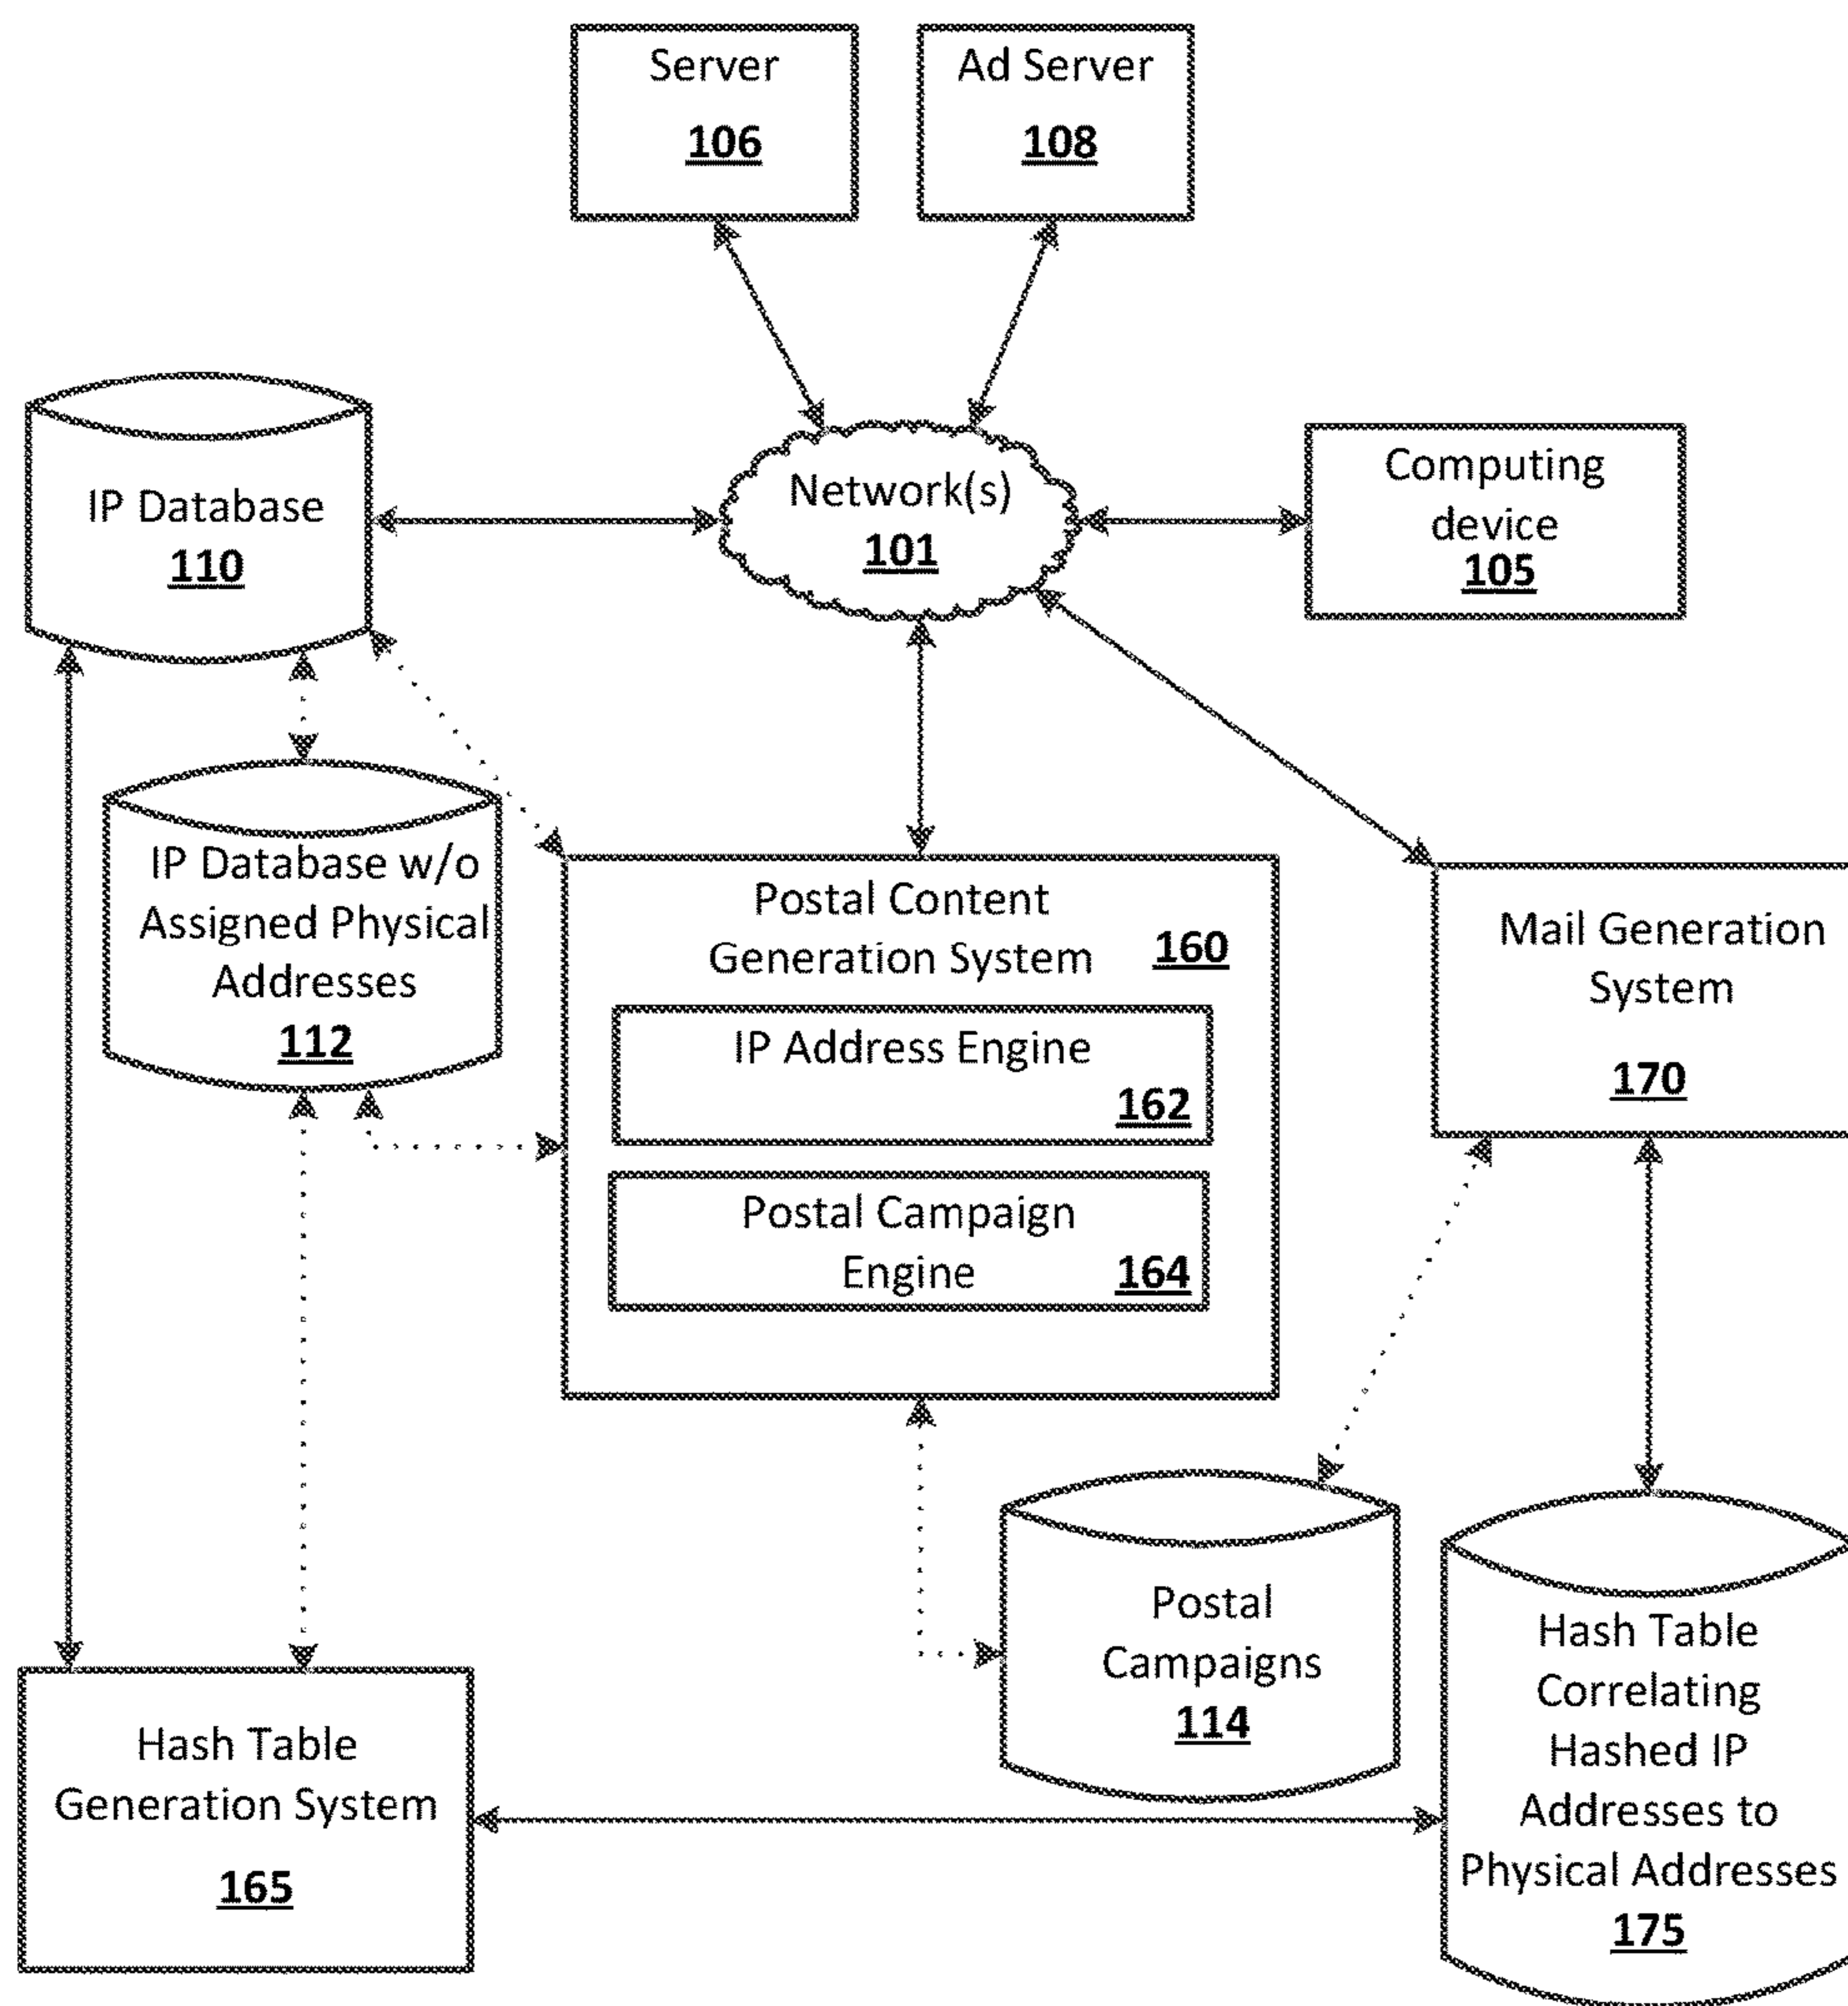 Server
106
Ad Server
108
IP Database
110
Network(s)
101
Computing
device
105
IP Database w/o
Assigned Physical
Addresses
112
Postal Content
Generation System
160
IP Address Engine
162
Postal Campaign
Engine
164
Mail Generation
System
170
Hash Table
Generation System
165
Postal
Campaigns
114
Hash Table
Correlating
Hashed IP
Addresses to
Physical Addresses
175